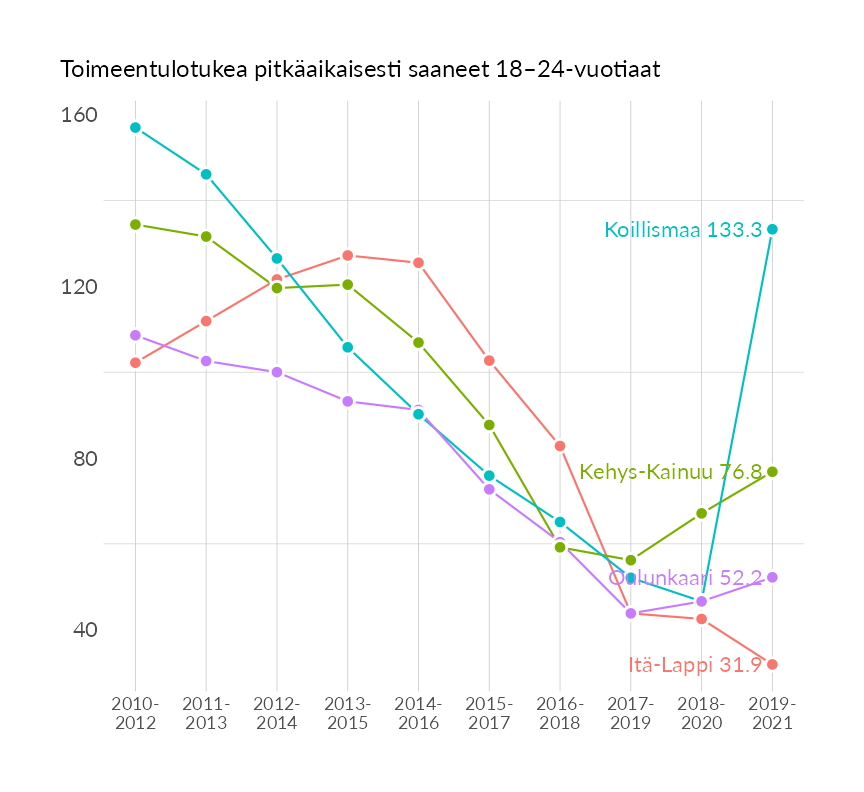 Toimeentulotukea pitkäaikaisesti saaneet 18–24-vuotiaat
160
Koillismaa 133.3
120
80
Kehys-Kainuu 76.8
Oulunkaari 52.2
40
Itä-Lappi 31.9
2010- 2011- 2012- 2013- 2014- 2015- 2016- 2017- 2018- 2019-
2012 2013 2014 2015 2016 2017 2018 2019 2020 2021